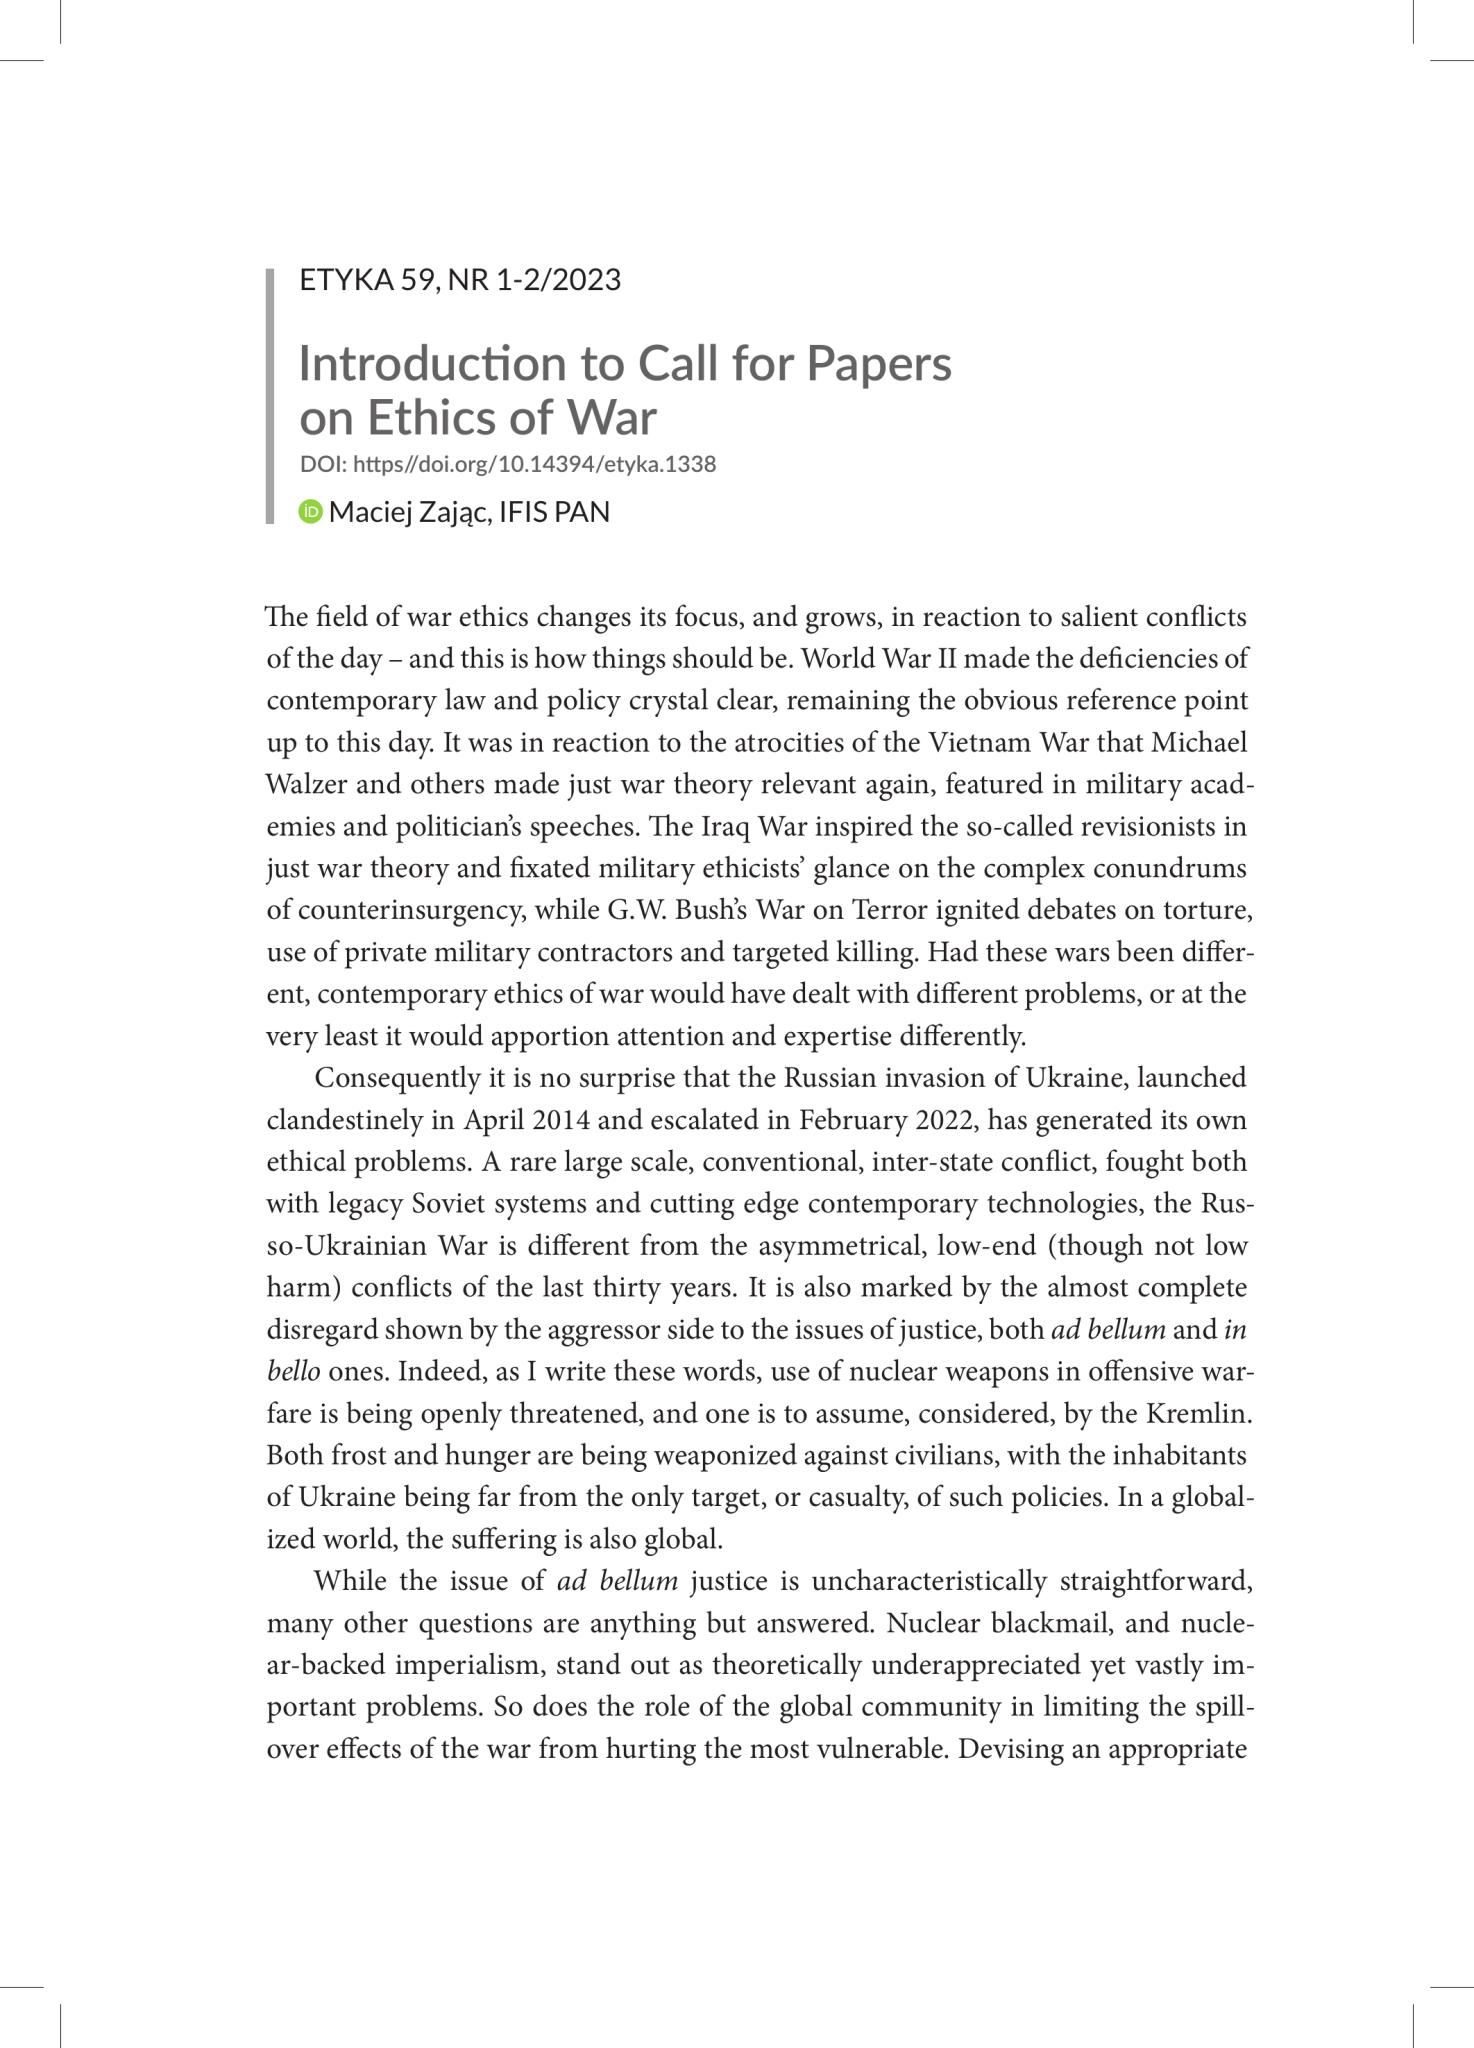 ETYKA 59, NR 1-2/2023
Introduction to Call for Papers
on Ethics of War
DOI: https//doi.org/10.14394/etyka.1338
iD Maciej Zając, IFIS PAN
The field of war ethics changes its focus, and grows, in reaction to salient conflicts
of the day – and this is how things should be. World War II made the deficiencies of
contemporary law and policy crystal clear, remaining the obvious reference point
up to this day. It was in reaction to the atrocities of the Vietnam War that Michael
Walzer and others made just war theory relevant again, featured in military acad-
emies and politician’s speeches. The Iraq War inspired the so-called revisionists in
just war theory and fixated military ethicists’ glance on the complex conundrums
of counterinsurgency, while G.W. Bush’s War on Terror ignited debates on torture,
use of private military contractors and targeted killing. Had these wars been differ-
ent, contemporary ethics of war would have dealt with different problems, or at the
very least it would apportion attention and expertise differently.
Consequently it is no surprise that the Russian invasion of Ukraine, launched
clandestinely in April 2014 and escalated in February 2022, has generated its own
ethical problems. A rare large scale, conventional, inter-state conflict, fought both
with legacy Soviet systems and cutting edge contemporary technologies, the Rus-
so-Ukrainian War is different from the asymmetrical, low-end (though not low
harm) conflicts of the last thirty years. It is also marked by the almost complete
disregard shown by the aggressor side to the issues of justice, both ad bellum and in
bello ones. Indeed, as I write these words, use of nuclear weapons in offensive war-
fare is being openly threatened, and one is to assume, considered, by the Kremlin.
Both frost and hunger are being weaponized against civilians, with the inhabitants
of Ukraine being far from the only target, or casualty, of such policies. In a global-
ized world, the suffering is also global.
While the issue of ad bellum justice is uncharacteristically straightforward,
many other questions are anything but answered. Nuclear blackmail, and nucle-
ar-backed imperialism, stand out as theoretically underappreciated yet vastly im-
portant problems. So does the role of the global community in limiting the spill-
over effects of the war from hurting the most vulnerable. Devising an appropriate